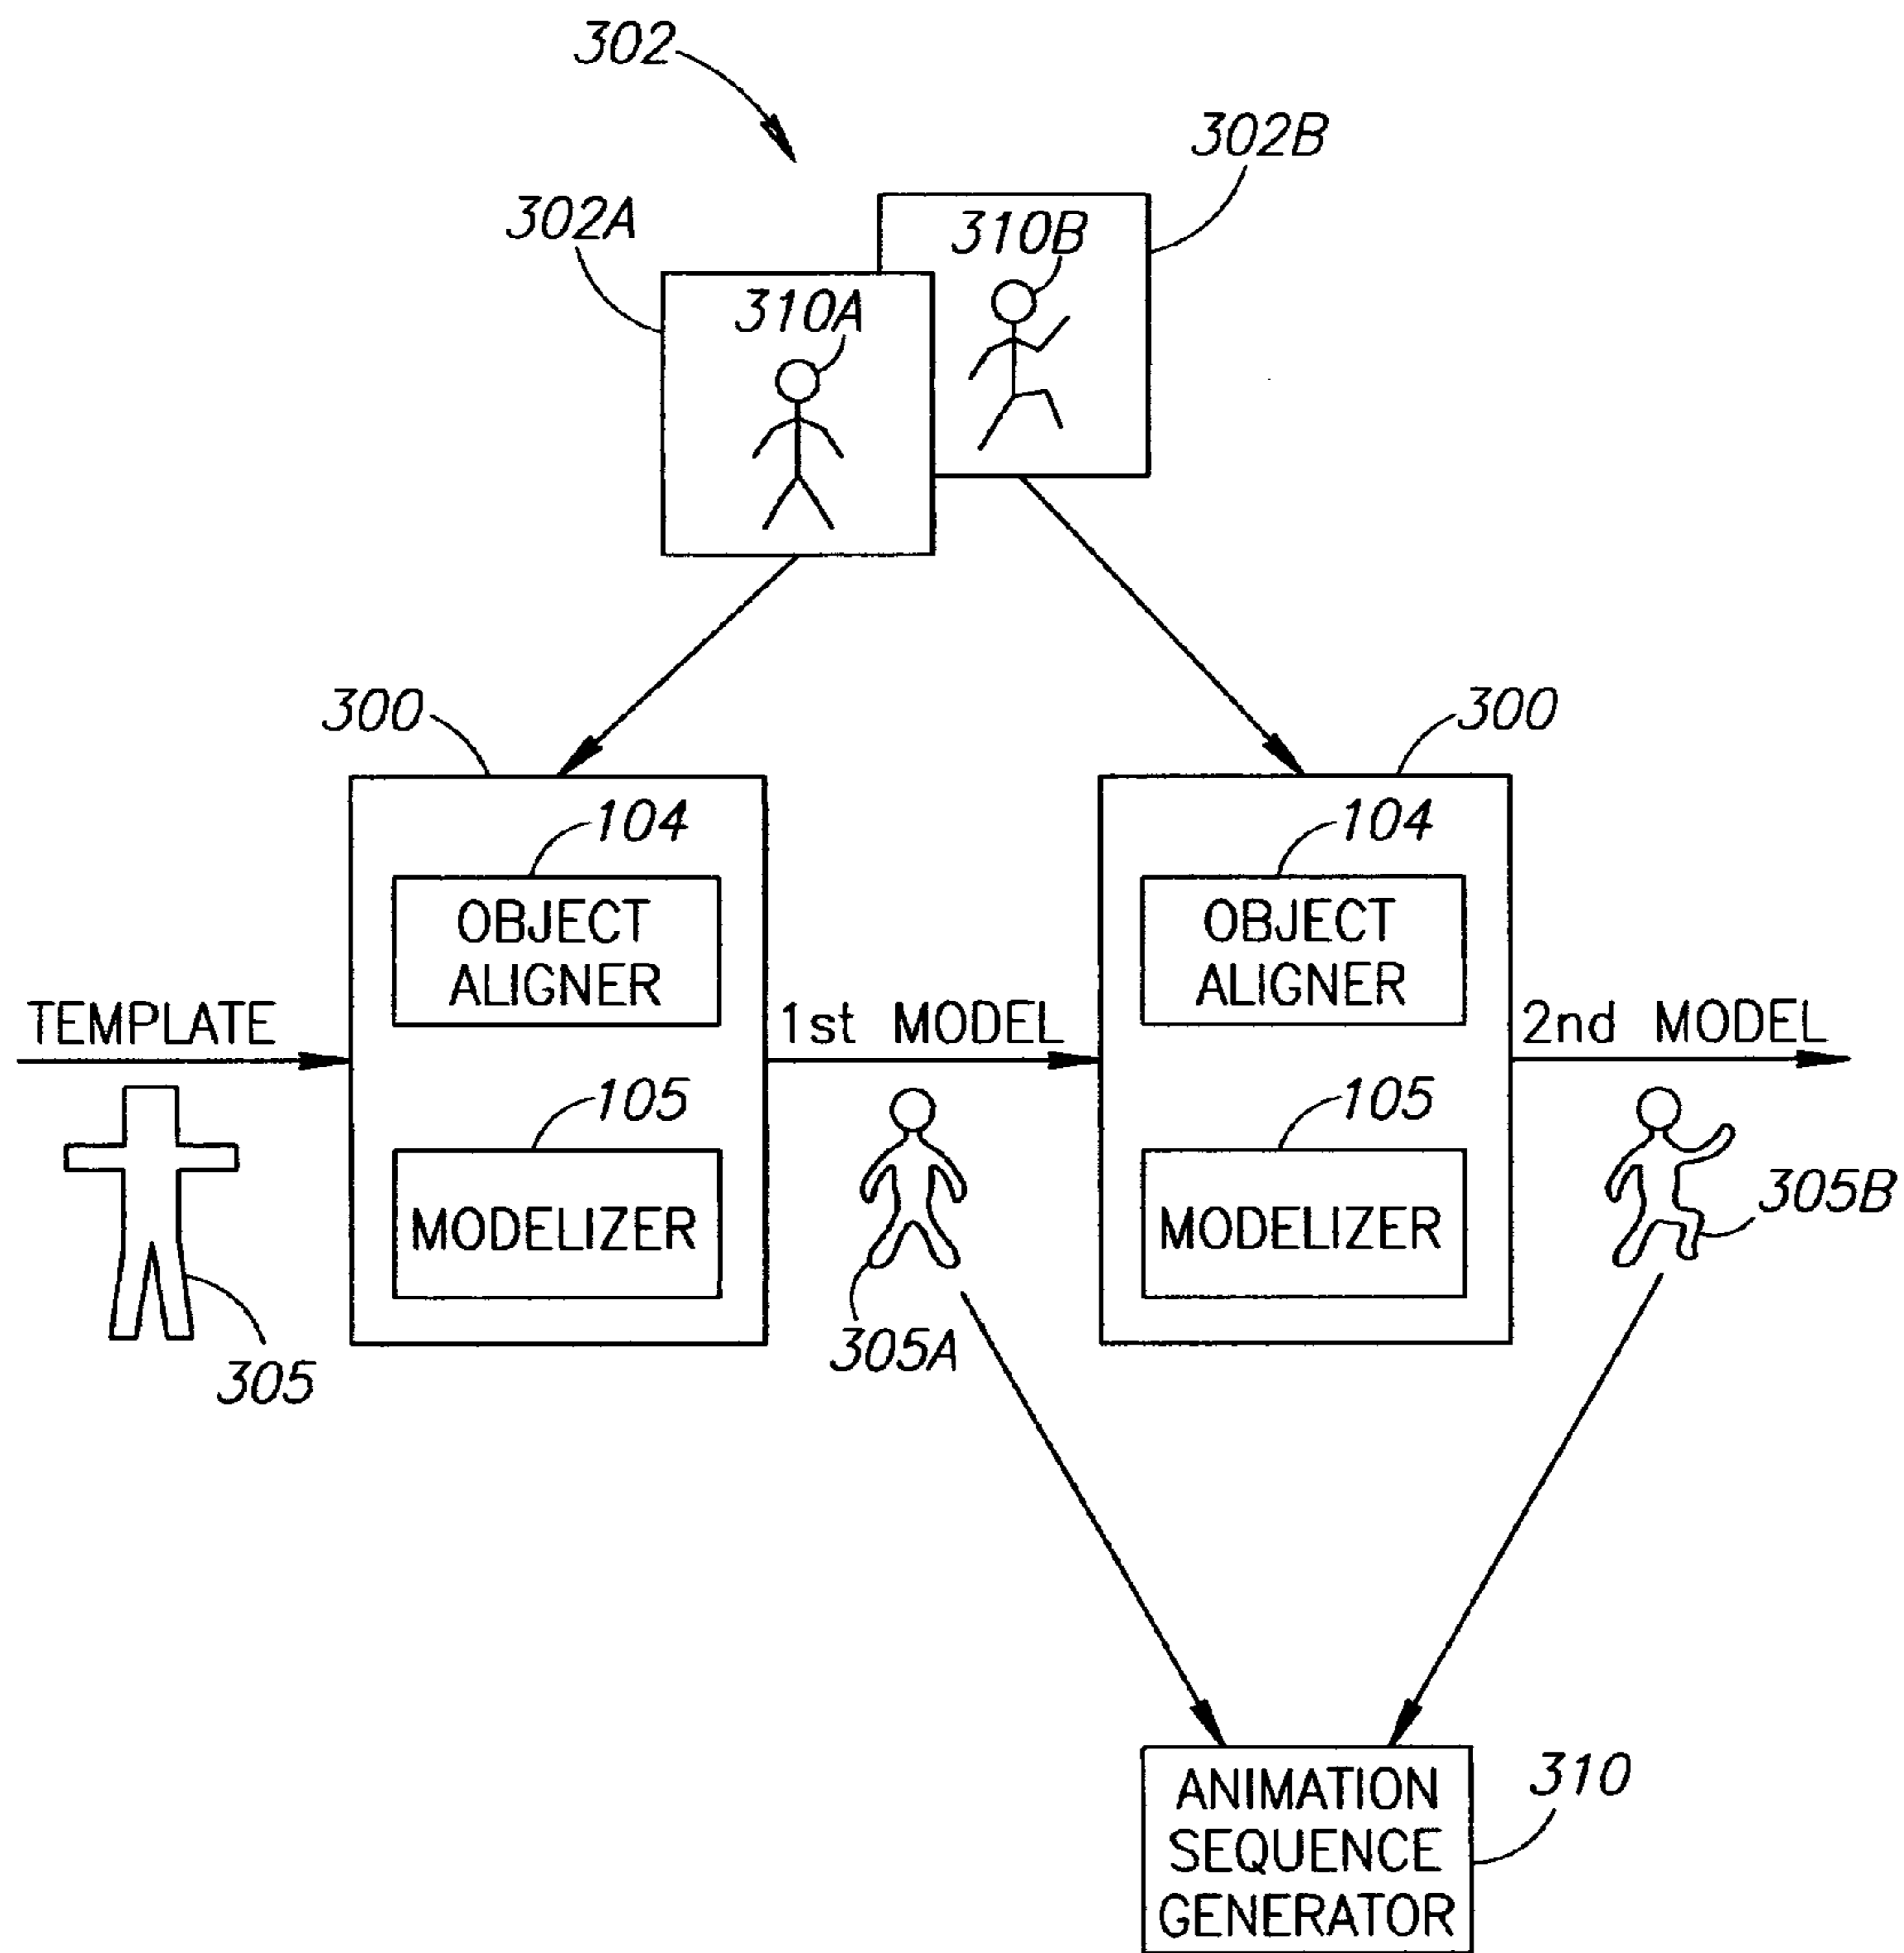 302
302B
302A
310B
310A
300
300
104
104
OBJECT
ALIGNER
OBJECT
ALIGNER
TEMPLATE
1st MODEL
2nd MODEL
105
105
MODELIZER
MODELIZER
305B
305A
305
310
ANIMATION
SEQUENCE
GENERATOR